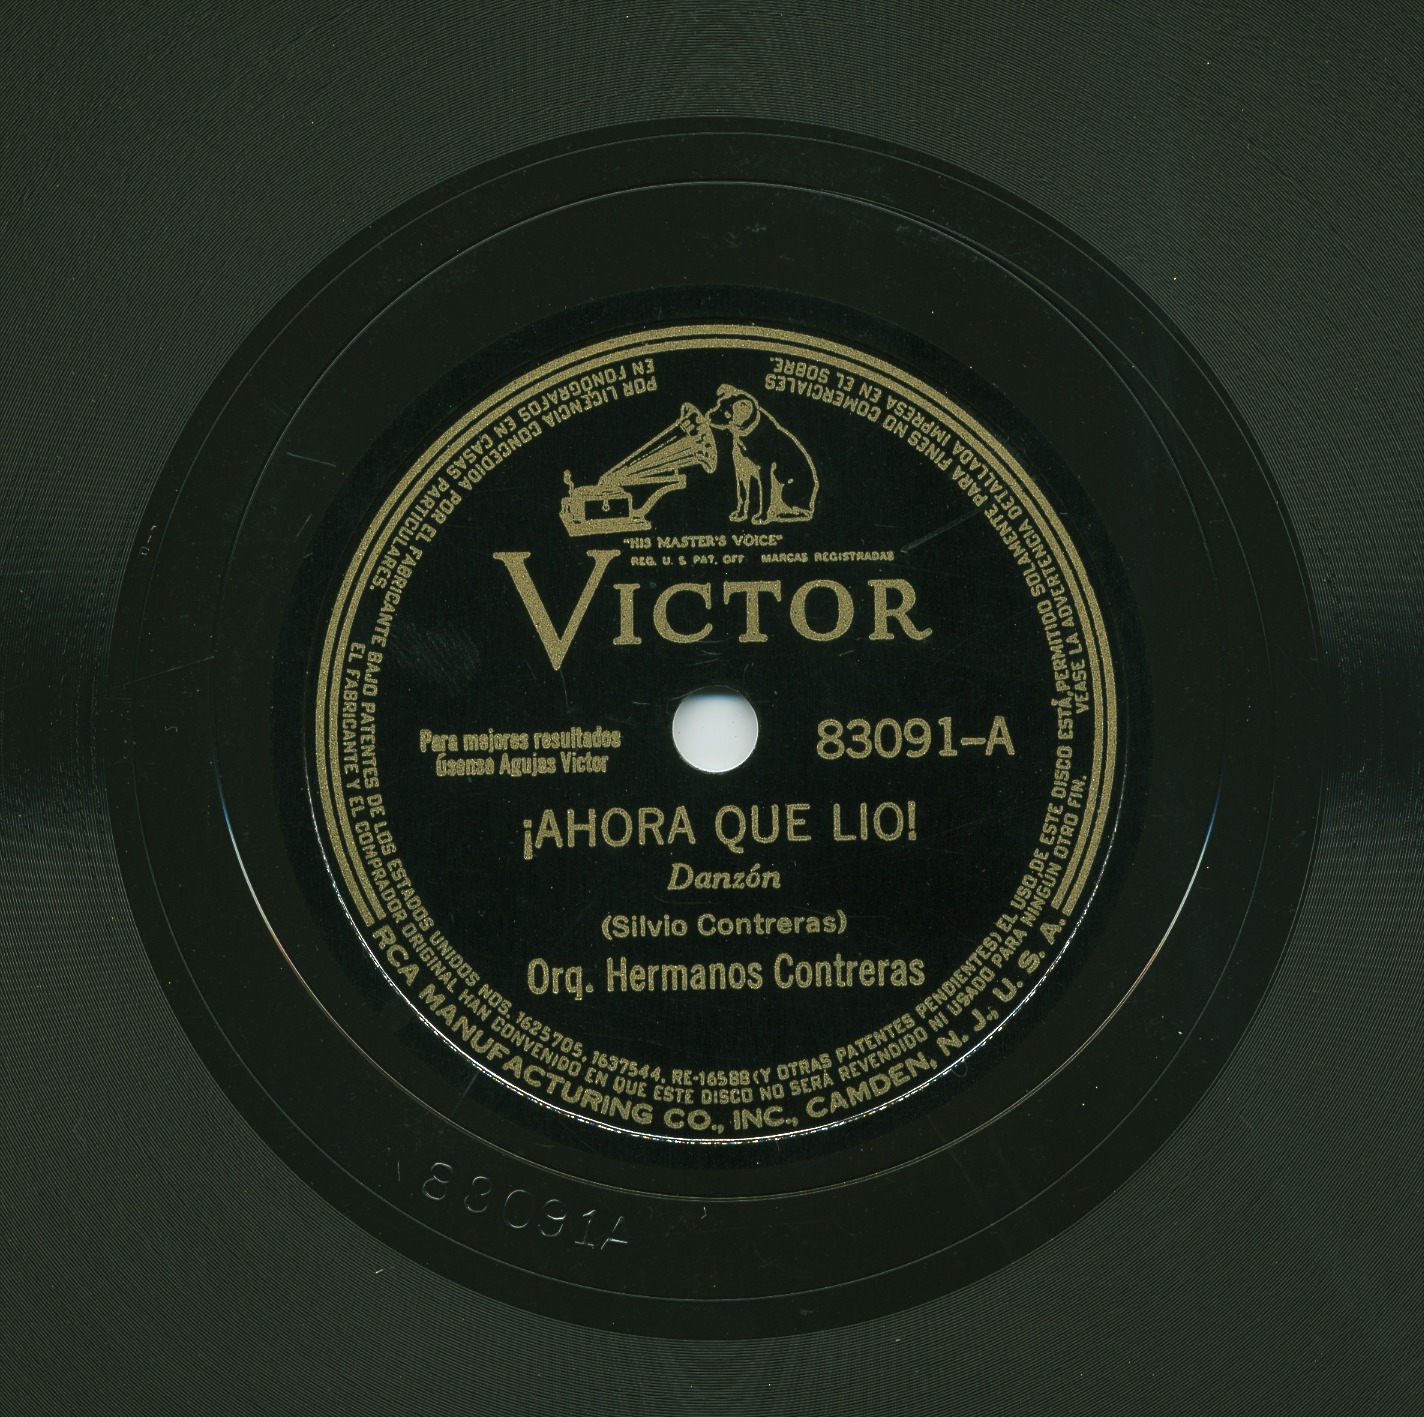 "HIS MASTER'S VOICE"
REG. U. S. PAT. OFF. MARCAS REGISTRADAS
VICTOR
Para mejores resultados
úsense Agujas Victor
83091-A
¡AHORA QUE LIO!
Danzón
(Silvio Contreras)
Orq. Hermanos Contreras
POR LICENCIA CONCEDIDA POR EL FABRICANTE BAJO PATENTES DE LOS ESTADOS UNIDOS NOS. 1625705, 1637544, RE-16588 (Y OTRAS PATENTES PENDIENTES) EL USO DE ESTE DISCO ESTÁ PERMITIDO SOLAMENTE PARA FINES NO COMERCIALES
EN FONÓGRAFOS EN CASAS PARTICULARES.
EL FABRICANTE Y EL COMPRADOR ORIGINAL HAN CONVENIDO EN QUE ESTE DISCO NO SERÁ REVENDIDO NI USADO PARA NINGÚN OTRO FIN.
VEASE LA ADVERTENCIA DETALLADA IMPRESA EN EL SOBRE.
RCA MANUFACTURING CO., INC., CAMDEN, N. J., U. S. A.
83091A